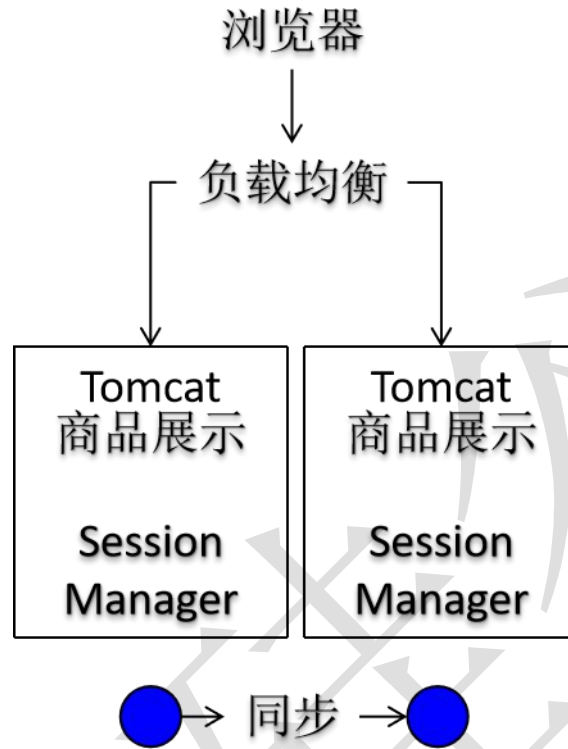 浏览器
负载均衡
Tomcat
商品展示
Session
Manager
Tomcat
商品展示
Session
Manager
同步